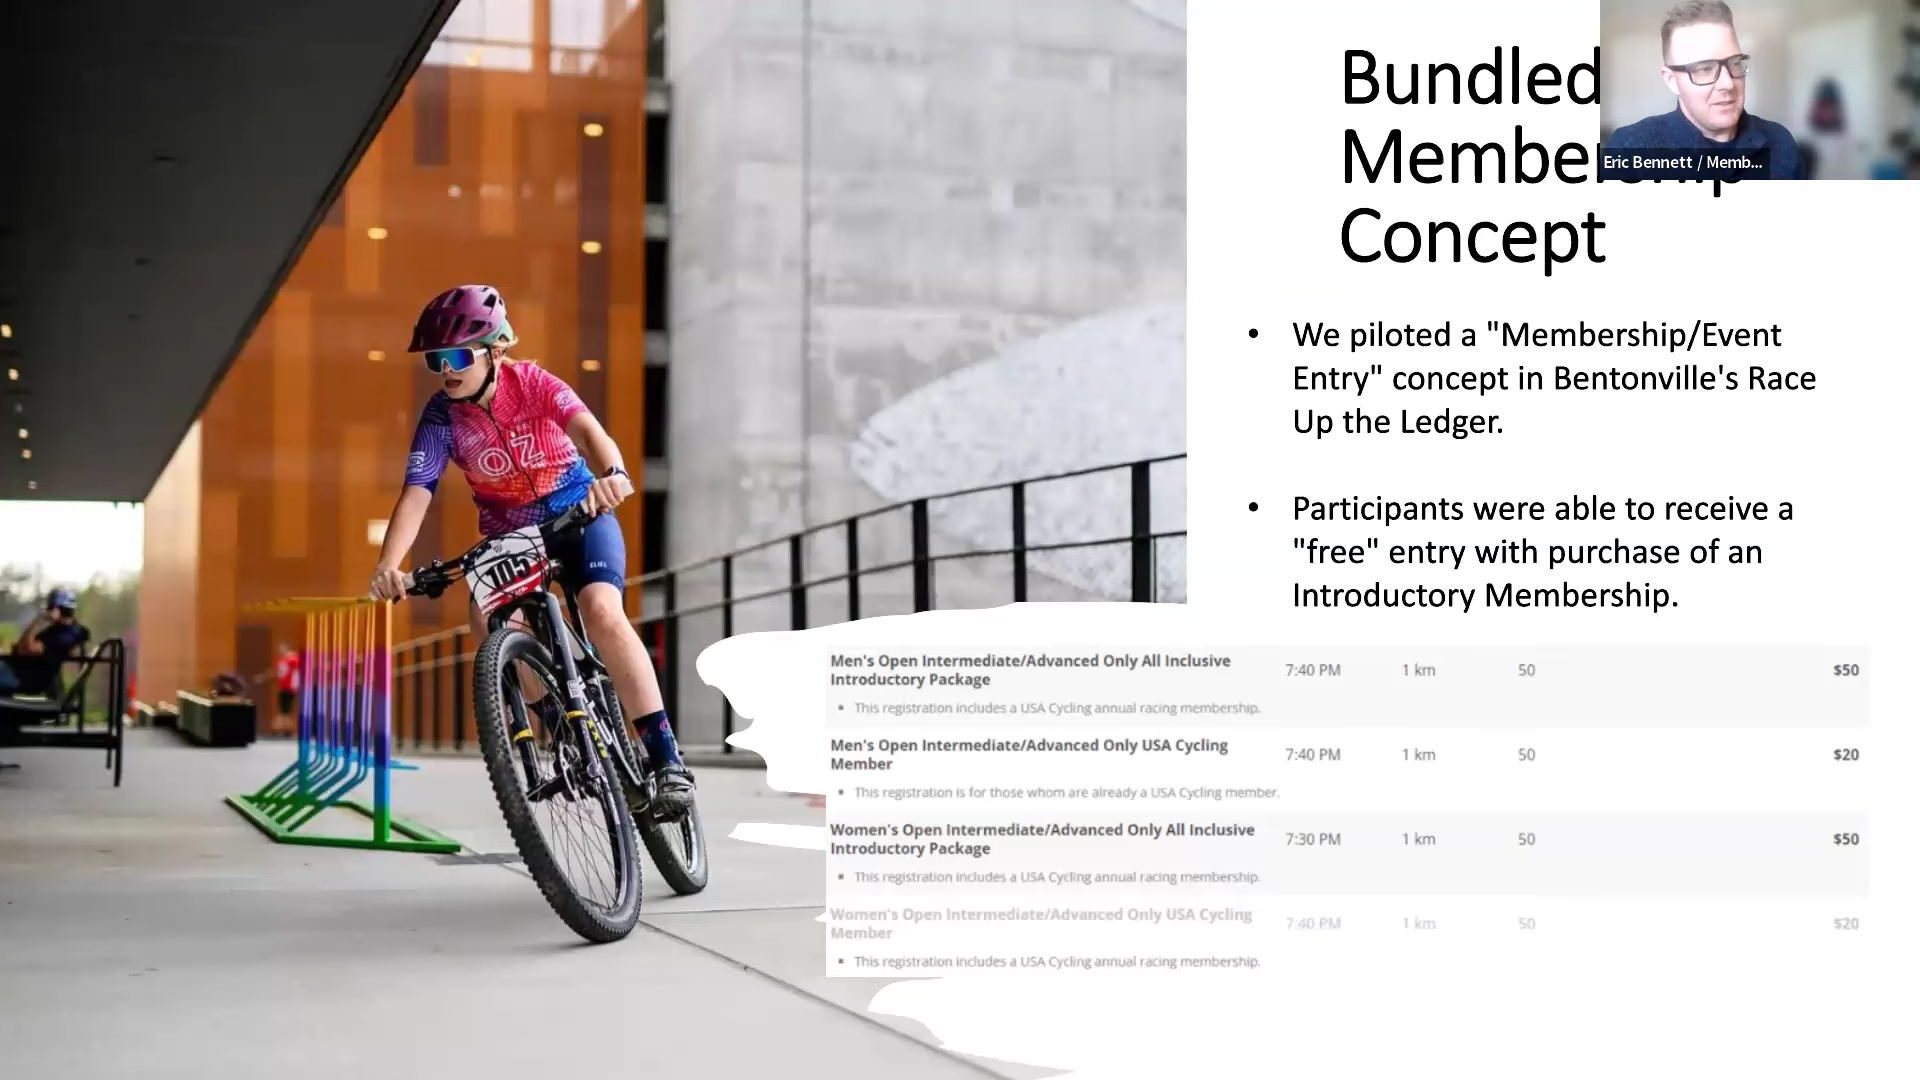 Bundled
Membership
Concept
Eric Bennett / Memb...
• We piloted a "Membership/Event
Entry" concept in Bentonville's Race
Up the Ledger.
• Participants were able to receive a
"free" entry with purchase of an
Introductory Membership.
OZ
ELIEL
105
Men's Open Intermediate/Advanced Only All Inclusive
Introductory Package 7:40 PM 1 km 50 $50
▪ This registration includes a USA Cycling annual racing membership.
Men's Open Intermediate/Advanced Only USA Cycling
Member 7:40 PM 1 km 50 $20
▪ This registration is for those whom are already a USA Cycling member.
Women's Open Intermediate/Advanced Only All Inclusive
Introductory Package 7:30 PM 1 km 50 $50
▪ This registration includes a USA Cycling annual racing membership.
Women's Open Intermediate/Advanced Only USA Cycling
Member 7:40 PM 1 km 50 $20
▪ This registration includes a USA Cycling annual racing membership.